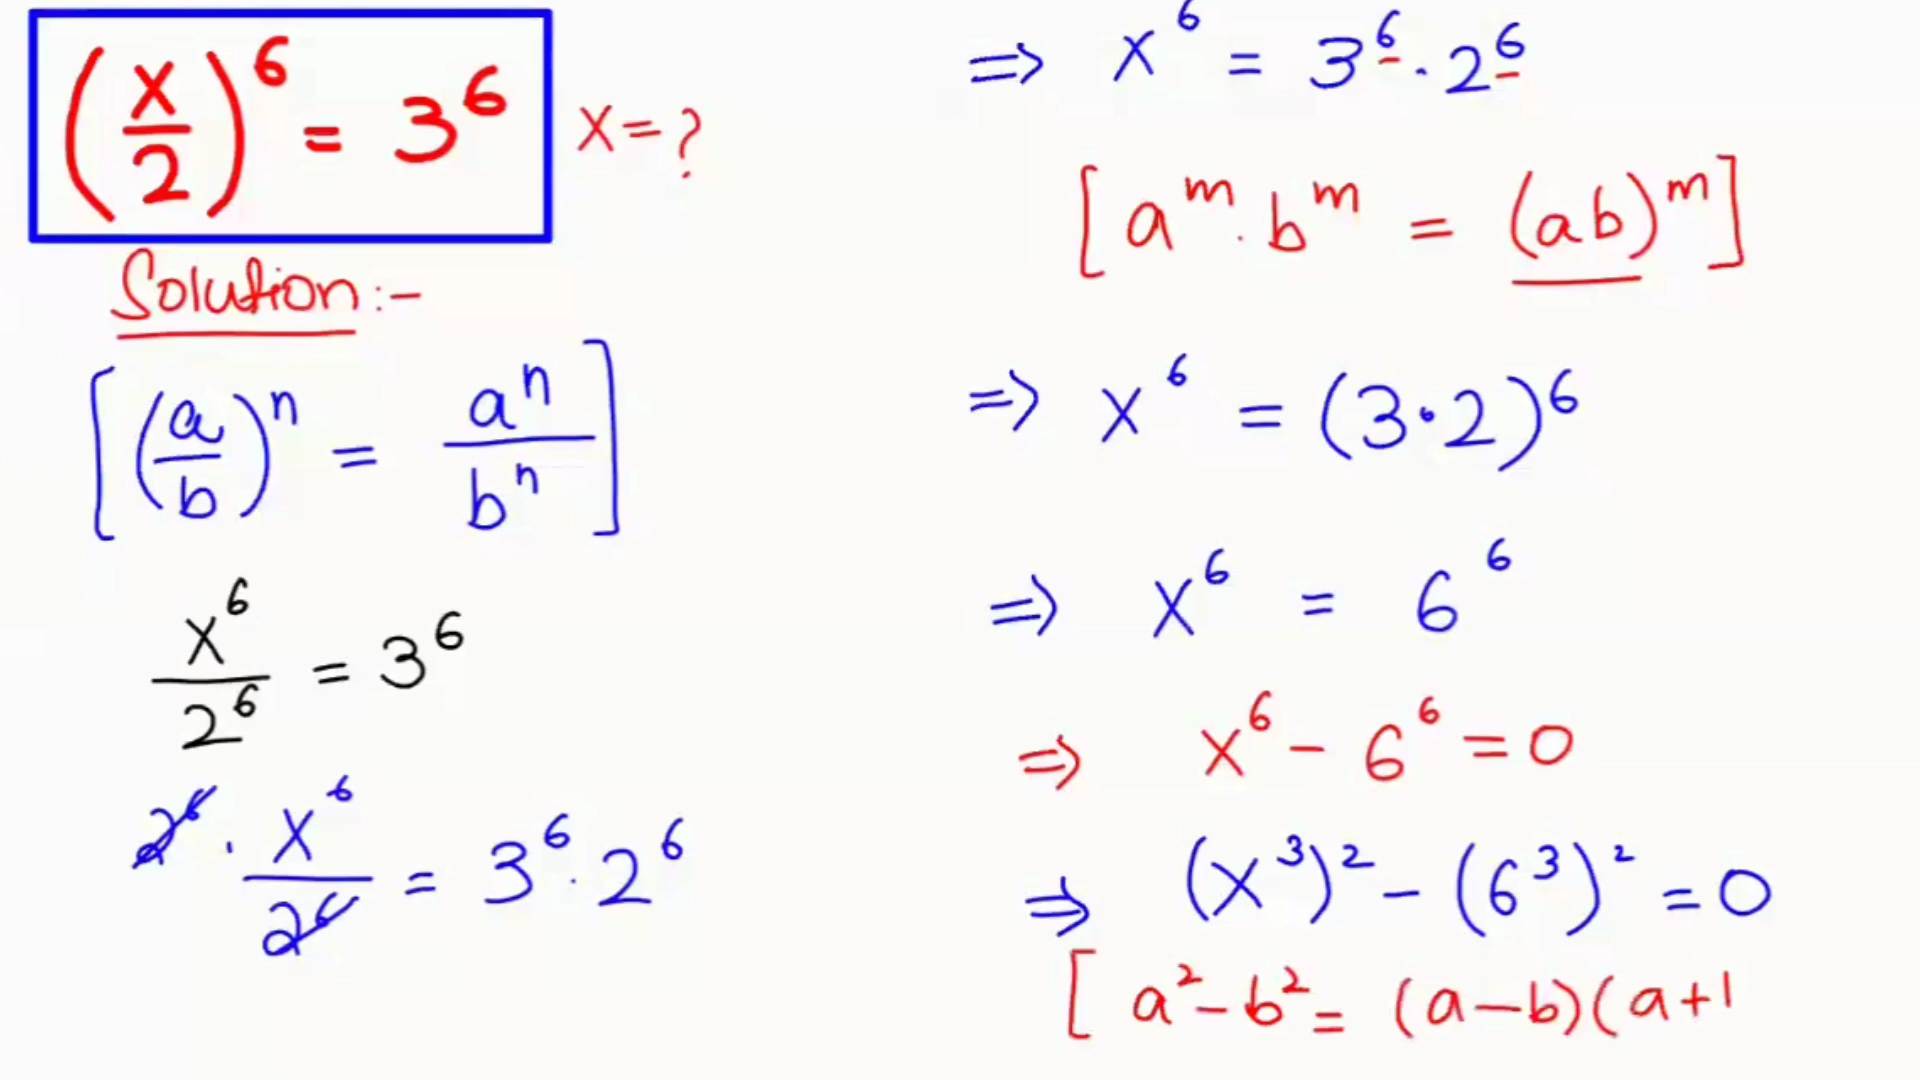 (x/2)^6 = 3^6 x = ?
Solution :-
[(a/b)^n = a^n/b^n]
x^6/2^6 = 3^6
2^6 · x^6/2^6 = 3^6 · 2^6
⇒ x^6 = 3^6 · 2^6
[a^m · b^m = (ab)^m]
⇒ x^6 = (3·2)^6
⇒ x^6 = 6^6
⇒ x^6 - 6^6 = 0
⇒ (x^3)^2 - (6^3)^2 = 0
[a^2 - b^2 = (a-b)(a+